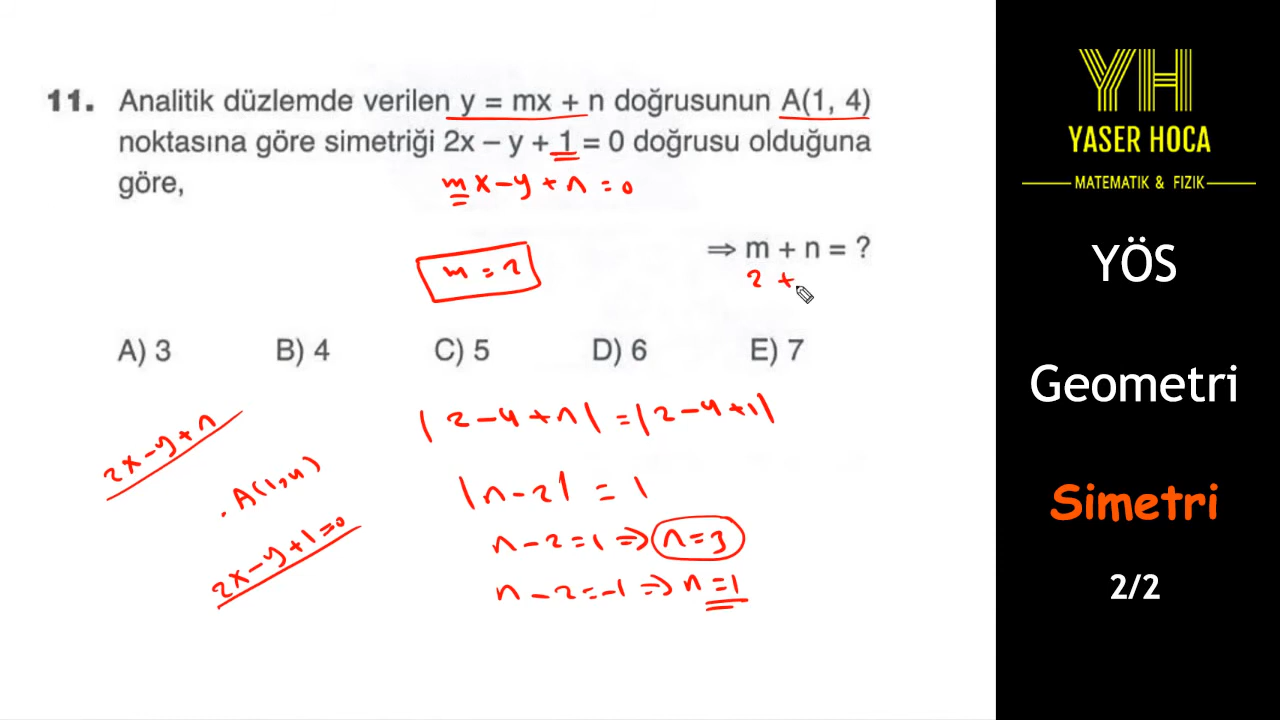 11. Analitik düzlemde verilen y = mx + n doğrusunun A(1, 4)
noktasına göre simetriği 2x – y + 1 = 0 doğrusu olduğuna
göre,
mx-y+n=0
m=2
⇒ m + n = ?
2 +
A) 3 B) 4 C) 5 D) 6 E) 7
2x-y+n
. A(1,4)
2x-y+1=0
|2-4+n|=|2-4+1|
|n-2| = 1
n-2=1 => n=3
n-2=-1 => n=1
YH
YASER HOCA
MATEMATIK & FIZIK
YÖS
Geometri
Simetri
2/2